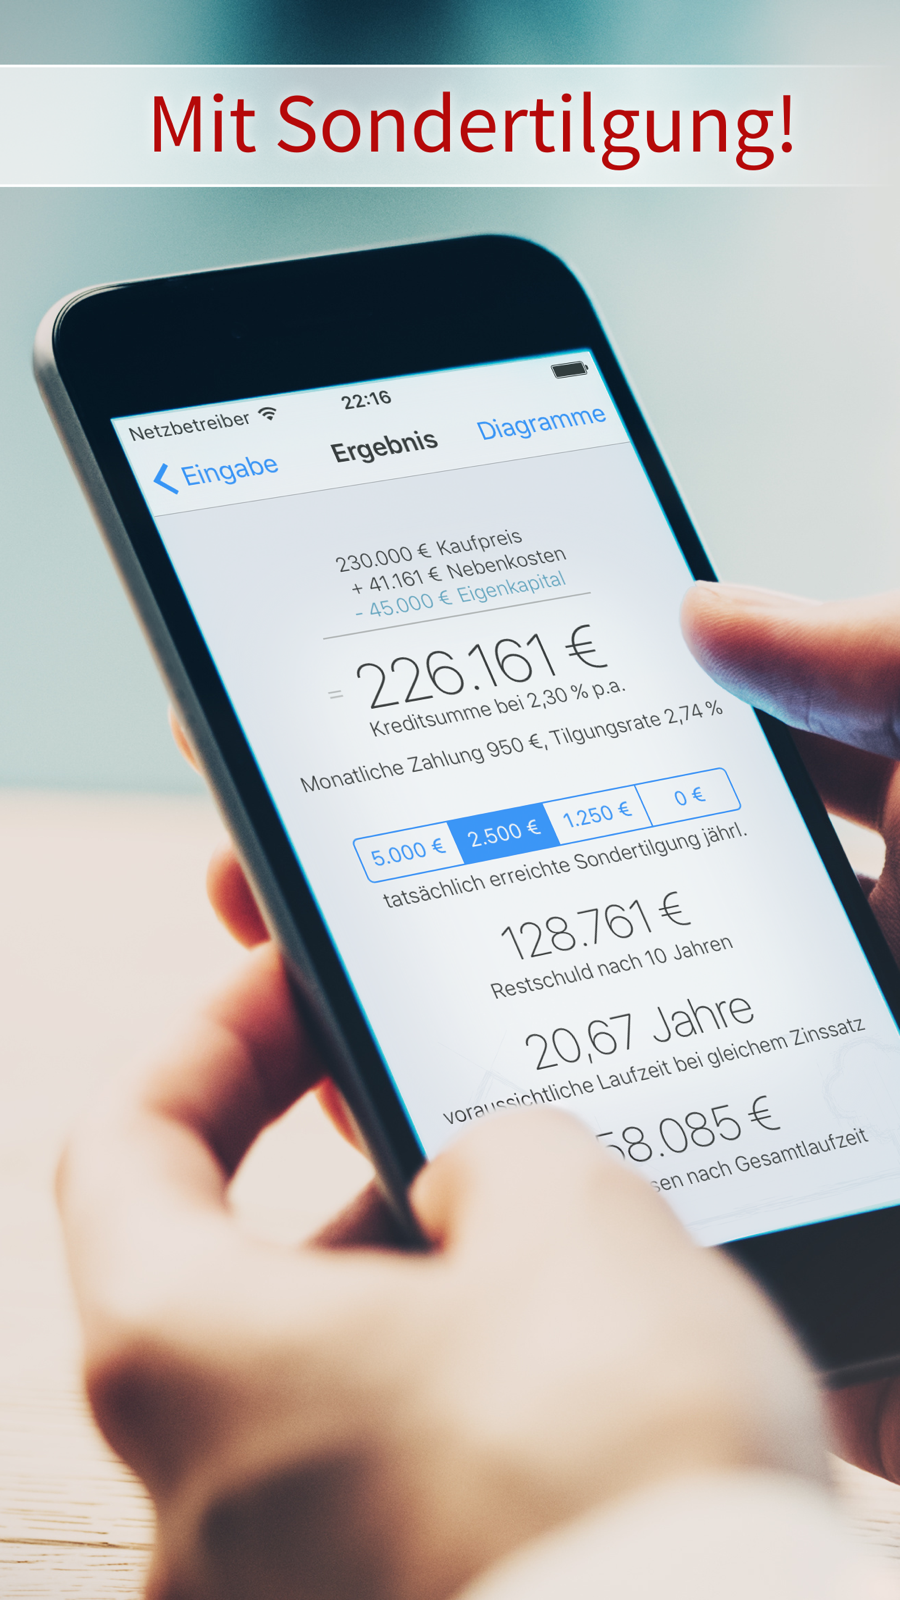 Mit Sondertilgung!
Netzbetreiber 22:16
Eingabe Ergebnis Diagramme
230.000 € Kaufpreis
+ 41.161 € Nebenkosten
- 45.000 € Eigenkapital
= 226.161 €
Kreditsumme bei 2,30 % p.a.
Monatliche Zahlung 950 €, Tilgungsrate 2,74 %
5.000 € 2.500 € 1.250 € 0 €
tatsächlich erreichte Sondertilgung jährl.
128.761 €
Restschuld nach 10 Jahren
20,67 Jahre
voraussichtliche Laufzeit bei gleichem Zinssatz
58.085 €
sen nach Gesamtlaufzeit